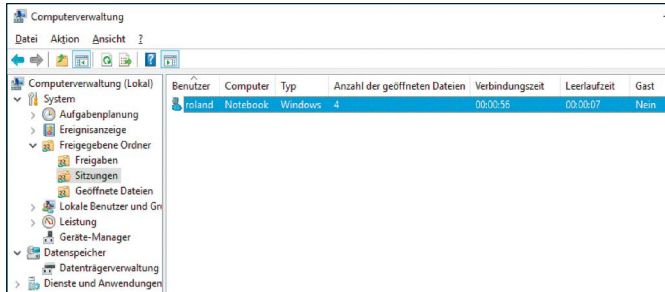 Computerverwaltung
Datei Aktion Ansicht ?
Computerverwaltung (Lokal)
System
Aufgabenplanung
Ereignisanzeige
Freigegebene Ordner
Freigaben
Sitzungen
Geöffnete Dateien
Lokale Benutzer und Gru
Leistung
Geräte-Manager
Datenspeicher
Datenträgerverwaltung
Dienste und Anwendungen
Benutzer Computer Typ Anzahl der geöffneten Dateien Verbindungszeit Leerlaufzeit Gast
roland Notebook Windows 4 00:00:56 00:00:07 Nein